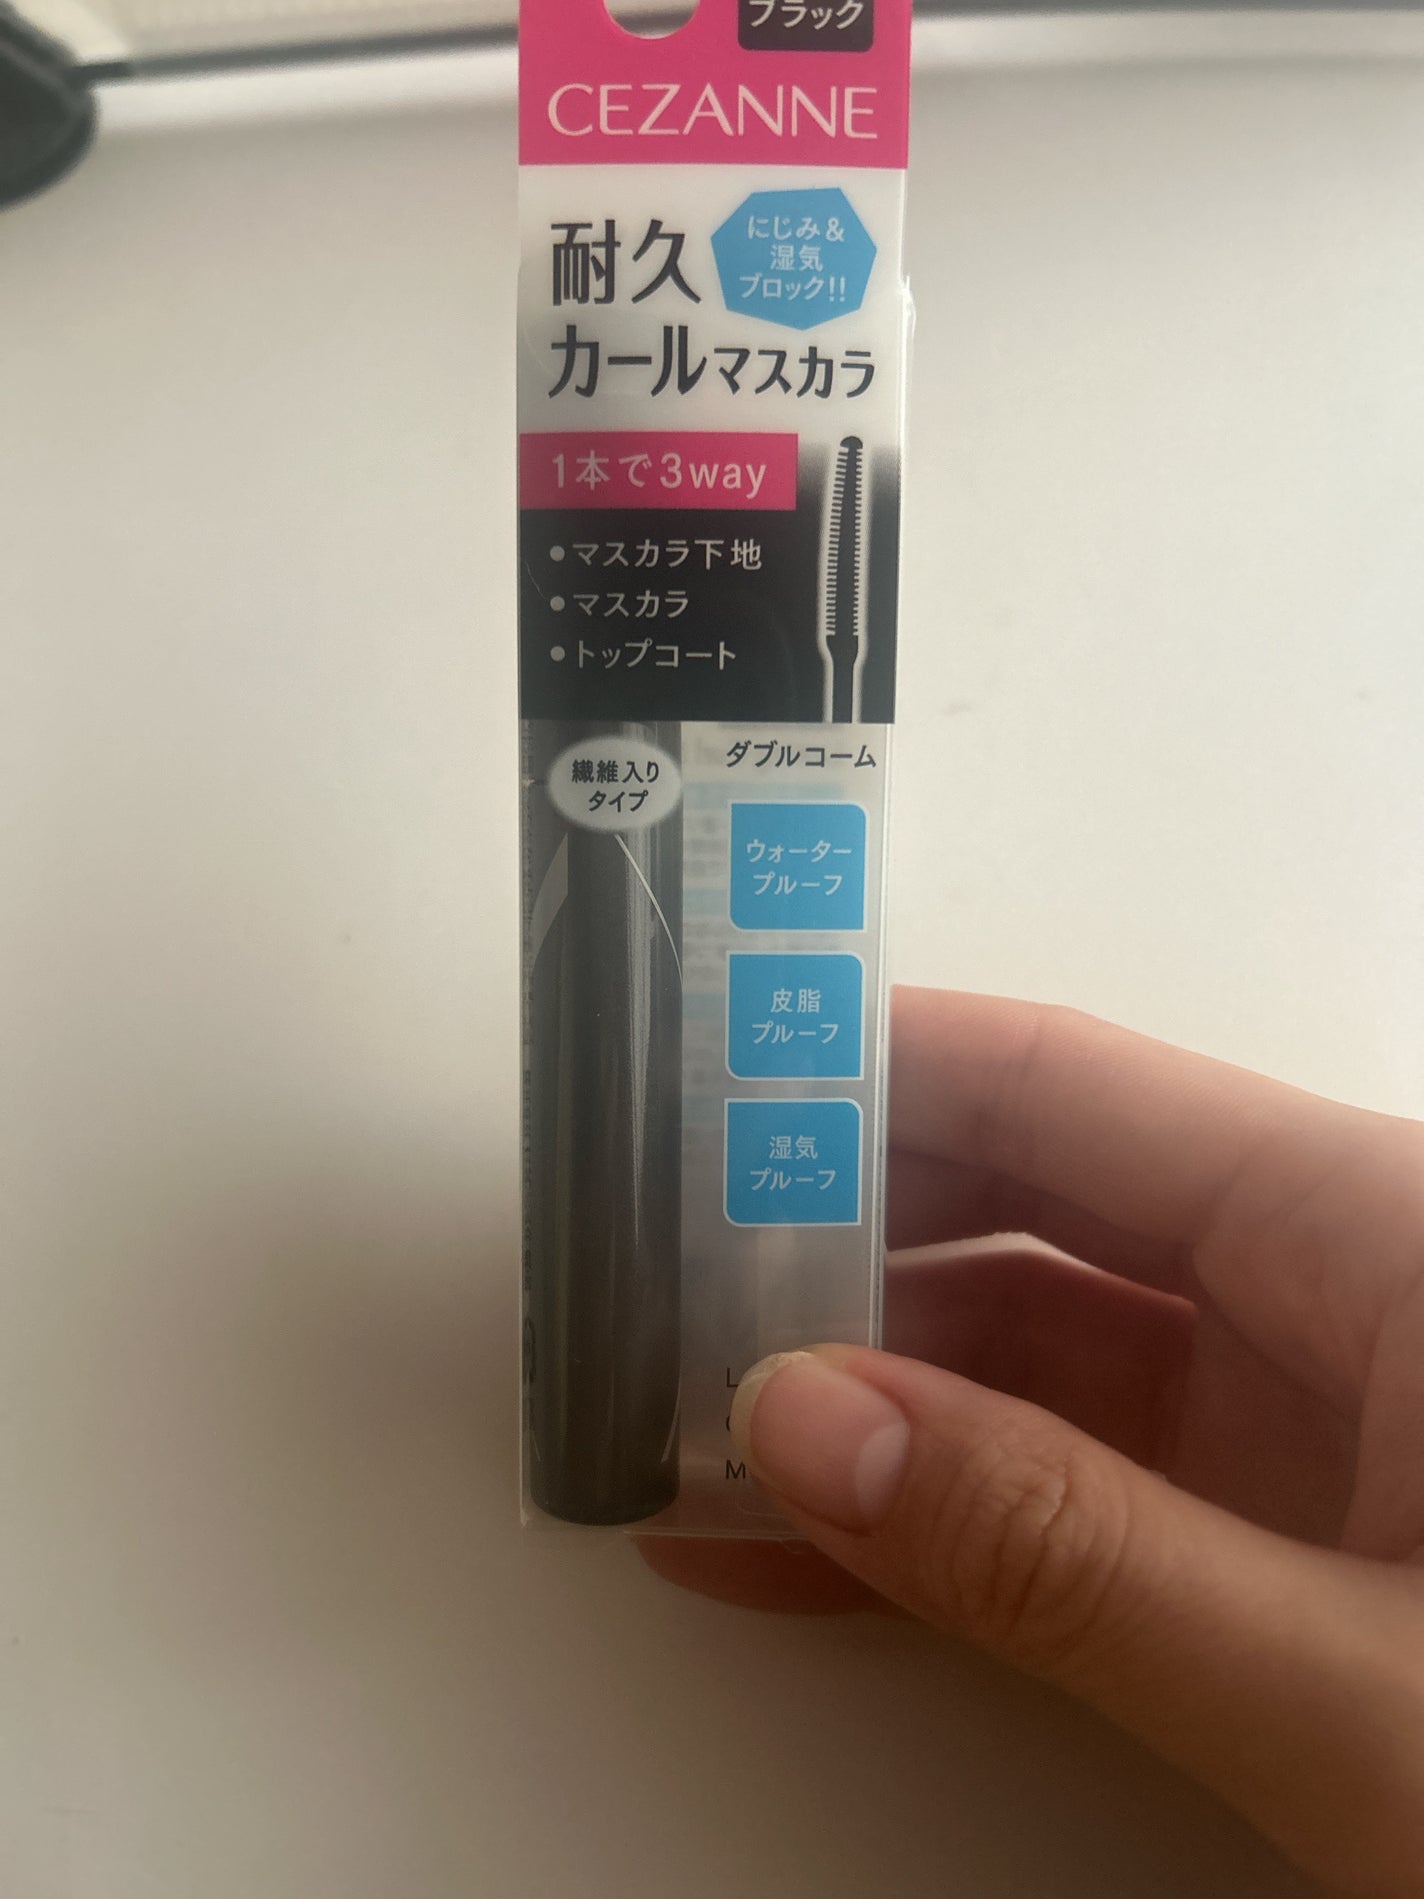 ブラック
CEZANNE
耐久
にじみ&
湿気
ブロック!!
カールマスカラ
1本で3way
●マスカラ下地
●マスカラ
●トップコート
ダブルコーム
繊維入り
タイプ
ウォーター
プルーフ
皮脂
プルーフ
湿気
プルーフ
L
M